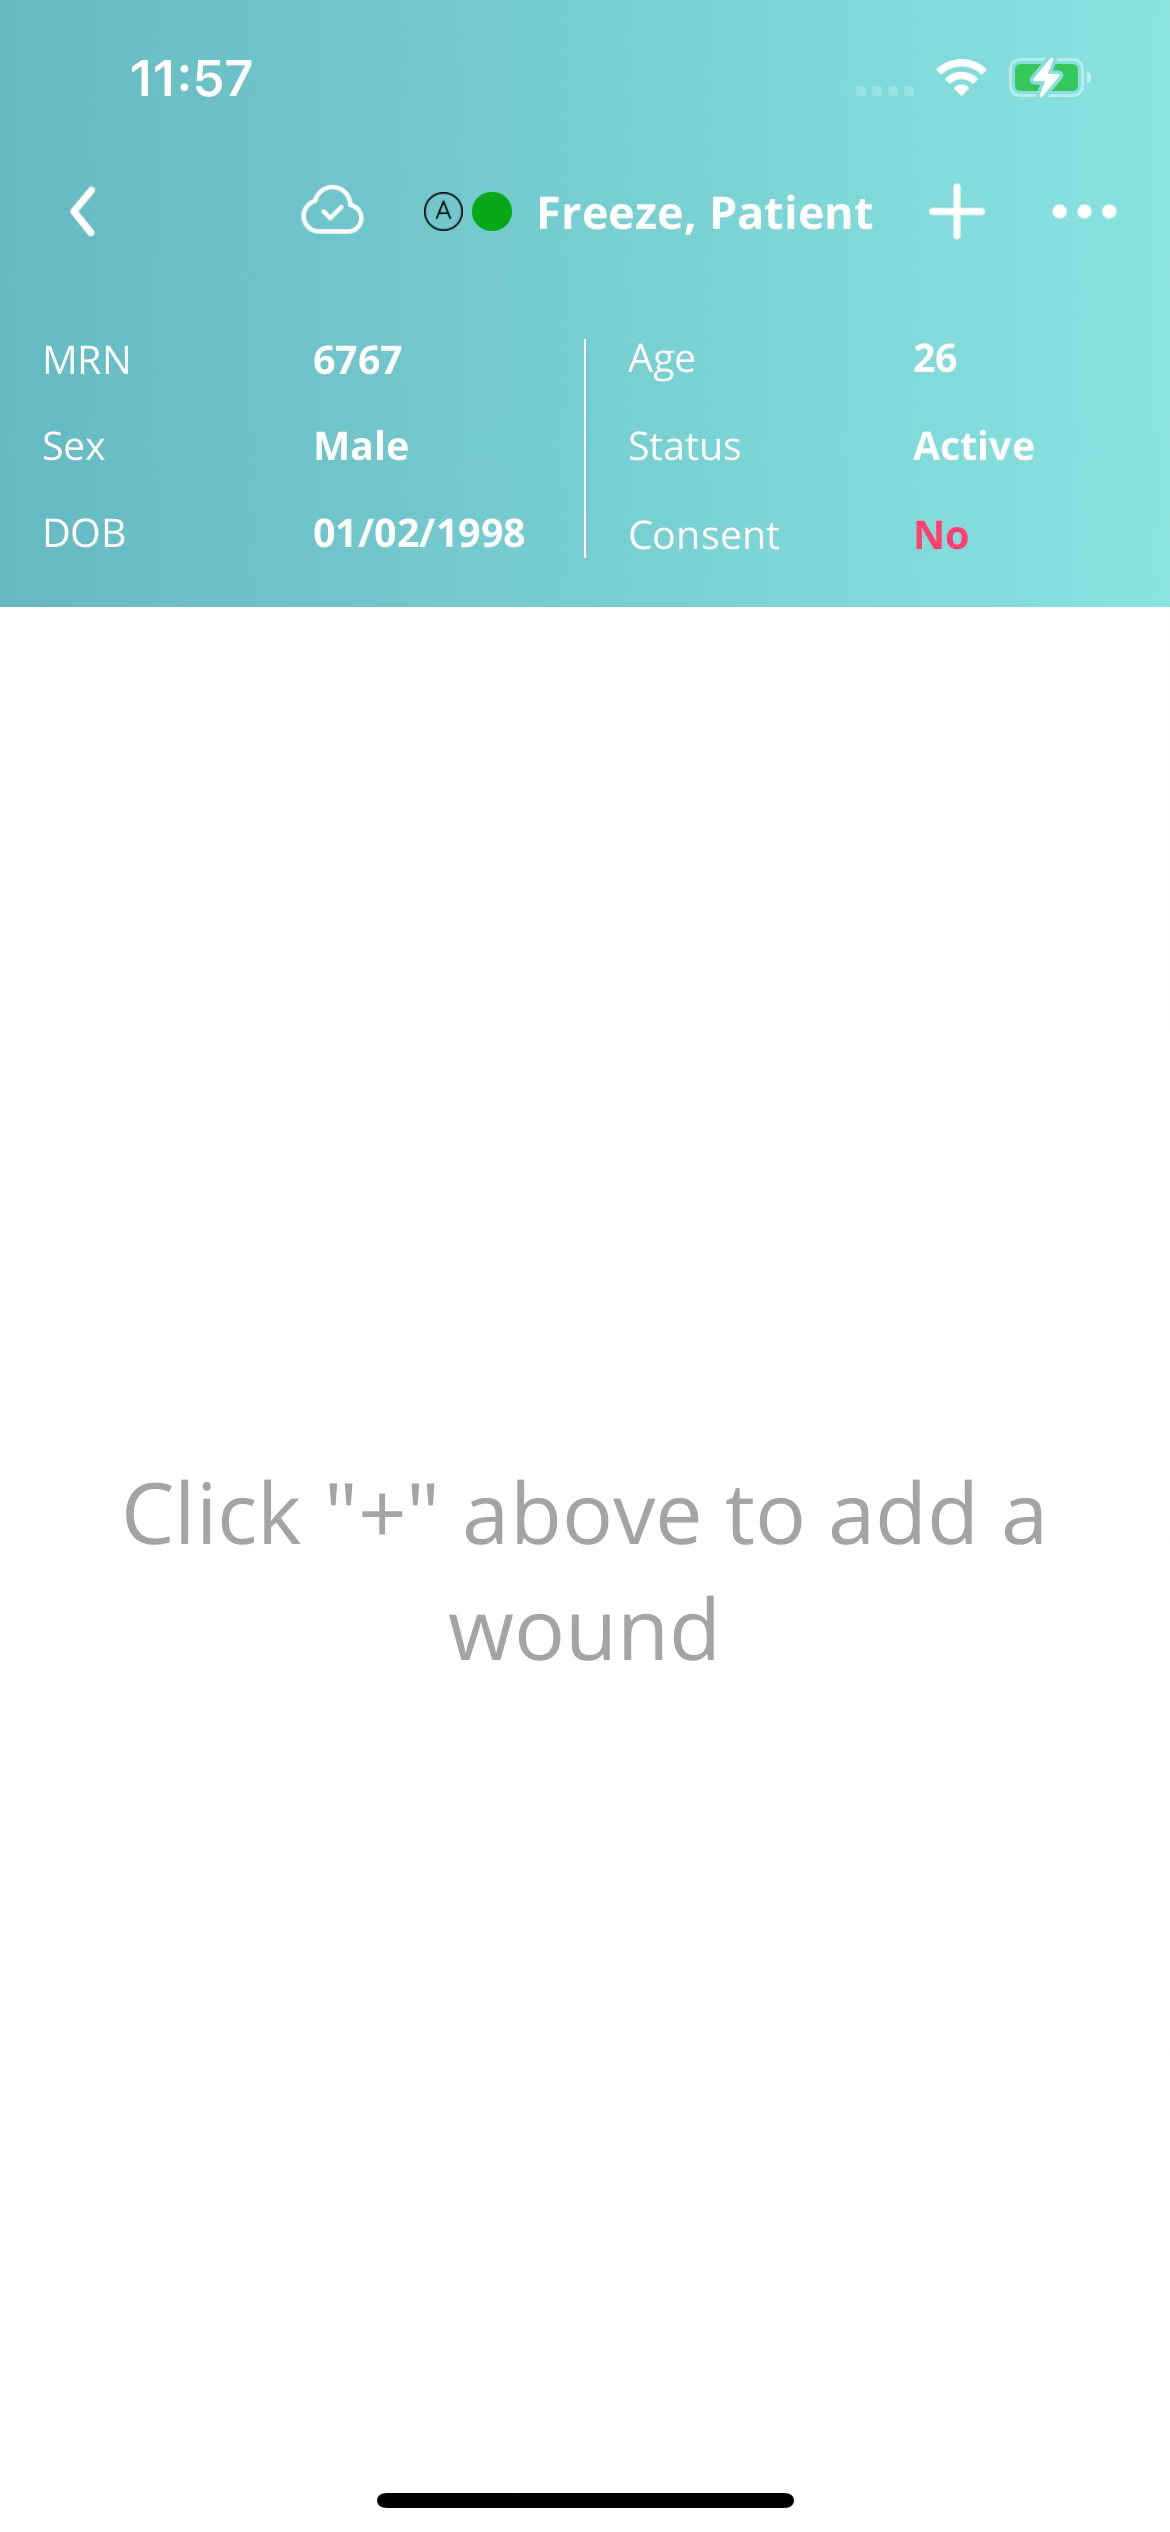 11:57
A Freeze, Patient
MRN 6767 Age 26
Sex Male Status Active
DOB 01/02/1998 Consent No
Click "+" above to add a
wound